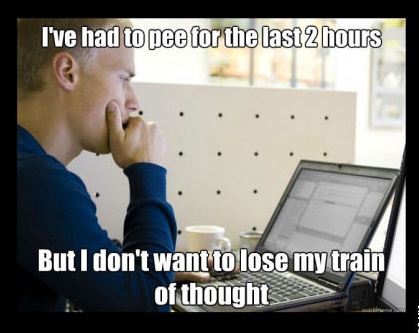 I've had to pee for the last 2 hours
But I don't want to lose my train
of thought